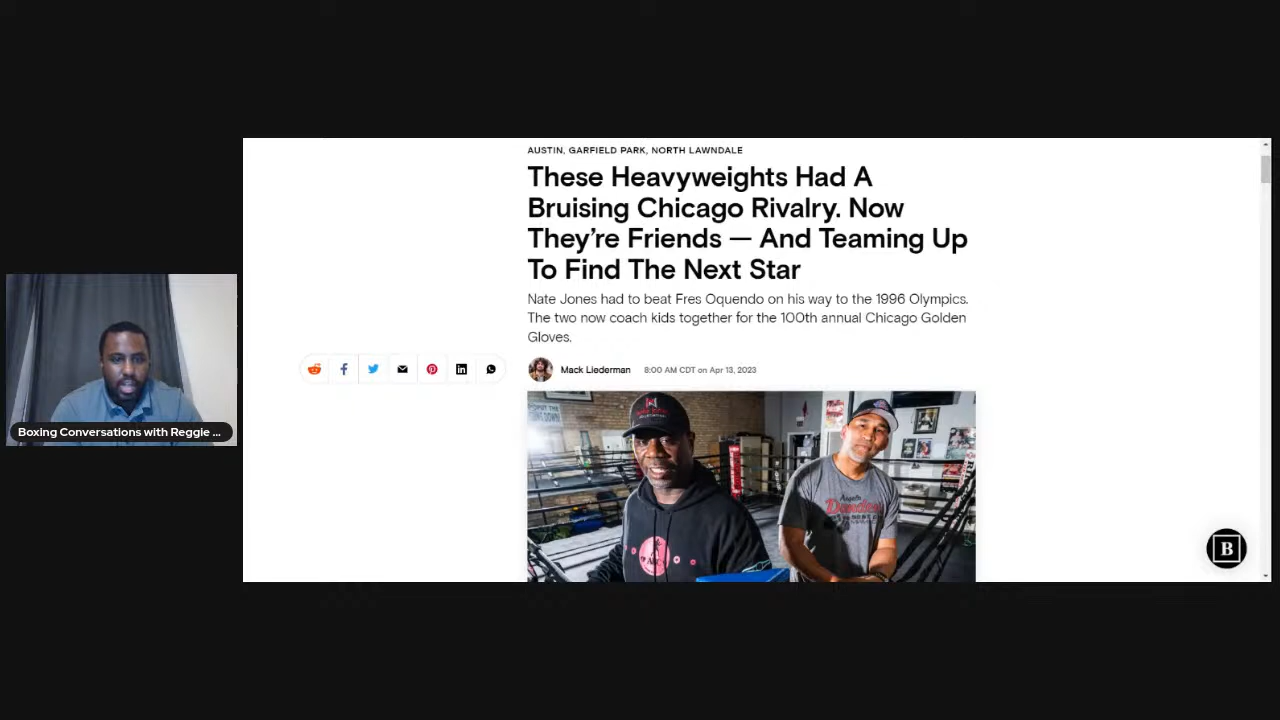 AUSTIN, GARFIELD PARK, NORTH LAWNDALE
These Heavyweights Had A
Bruising Chicago Rivalry. Now
They're Friends — And Teaming Up
To Find The Next Star
Nate Jones had to beat Fres Oquendo on his way to the 1996 Olympics.
The two now coach kids together for the 100th annual Chicago Golden
Gloves.
Mack Liederman 8:00 AM CDT on Apr 13, 2023
Boxing Conversations with Reggie ...
Angelo
Dundee
B